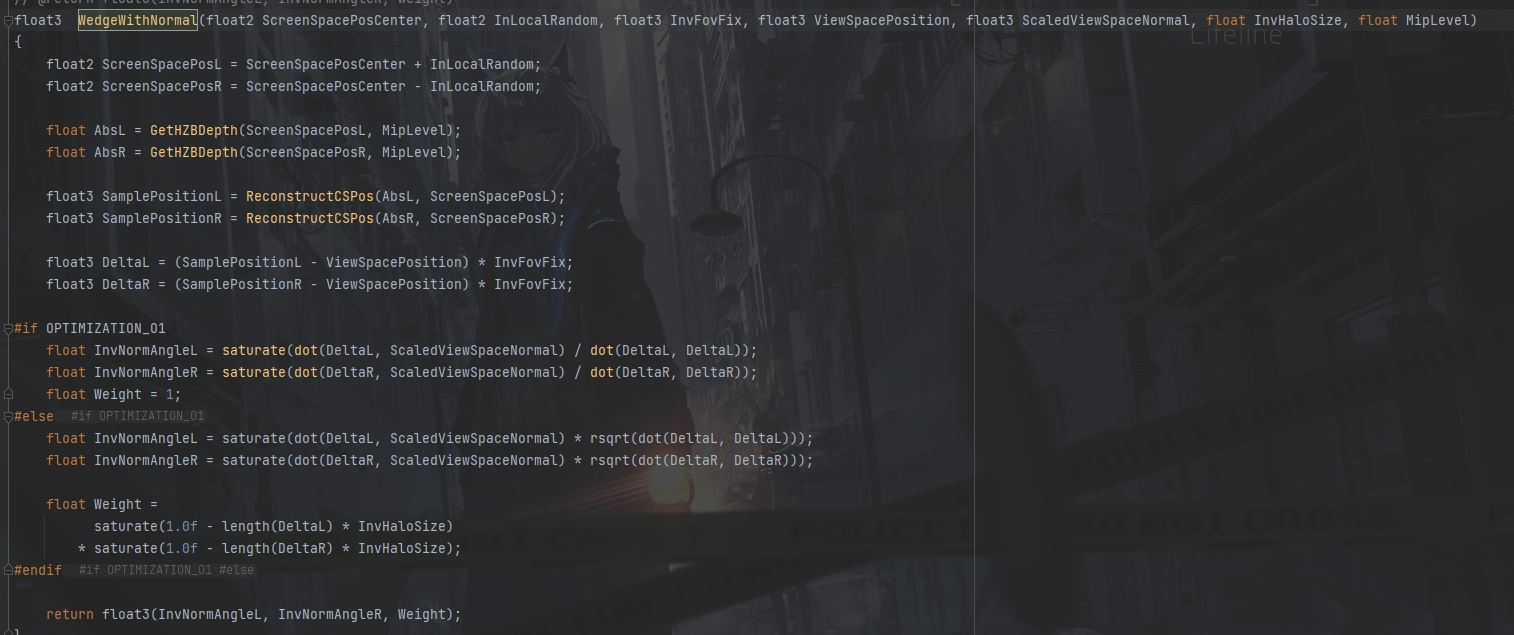 // @return float3(InvNormAngleL, InvNormAngleR, Weight)
float3  WedgeWithNormal(float2 ScreenSpacePosCenter, float2 InLocalRandom, float3 InvFovFix, float3 ViewSpacePosition, float3 ScaledViewSpaceNormal, float InvHaloSize, float MipLevel)
Lifeline
{
    float2 ScreenSpacePosL = ScreenSpacePosCenter + InLocalRandom;
    float2 ScreenSpacePosR = ScreenSpacePosCenter - InLocalRandom;
    float AbsL = GetHZBDepth(ScreenSpacePosL, MipLevel);
    float AbsR = GetHZBDepth(ScreenSpacePosR, MipLevel);
    float3 SamplePositionL = ReconstructCSPos(AbsL, ScreenSpacePosL);
    float3 SamplePositionR = ReconstructCSPos(AbsR, ScreenSpacePosR);
    float3 DeltaL = (SamplePositionL - ViewSpacePosition) * InvFovFix;
    float3 DeltaR = (SamplePositionR - ViewSpacePosition) * InvFovFix;
#if OPTIMIZATION_O1
    float InvNormAngleL = saturate(dot(DeltaL, ScaledViewSpaceNormal) / dot(DeltaL, DeltaL));
    float InvNormAngleR = saturate(dot(DeltaR, ScaledViewSpaceNormal) / dot(DeltaR, DeltaR));
    float Weight = 1;
#else  #if OPTIMIZATION_O1
    float InvNormAngleL = saturate(dot(DeltaL, ScaledViewSpaceNormal) * rsqrt(dot(DeltaL, DeltaL)));
    float InvNormAngleR = saturate(dot(DeltaR, ScaledViewSpaceNormal) * rsqrt(dot(DeltaR, DeltaR)));
    float Weight =
          saturate(1.0f - length(DeltaL) * InvHaloSize)
        * saturate(1.0f - length(DeltaR) * InvHaloSize);
NOT CROSS
DO NOT CROSS
#endif  #if OPTIMIZATION_O1 #else
    return float3(InvNormAngleL, InvNormAngleR, Weight);
}